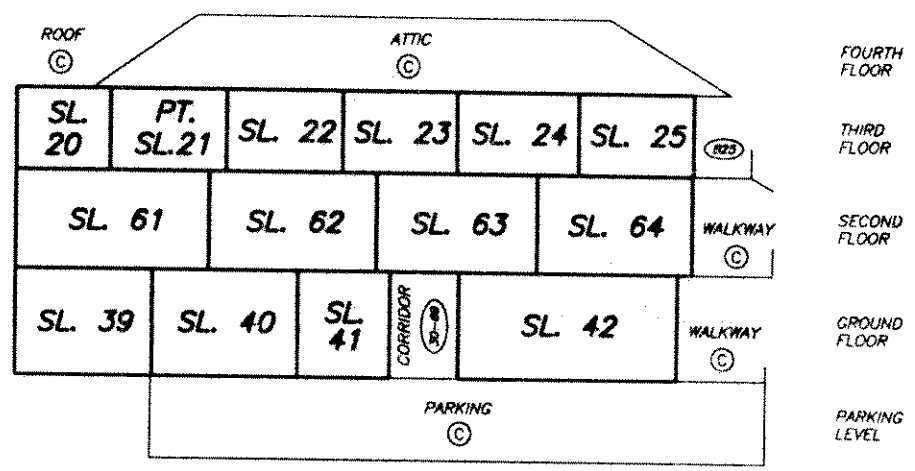 ROOF
C
ATTIC
C
FOURTH
FLOOR
SL.
20
PT.
SL.21
SL. 22
SL. 23
SL. 24
SL. 25
THIRD
FLOOR
SL. 61
SL. 62
SL. 63
SL. 64
WALKWAY
C
SECOND
FLOOR
SL. 39
SL. 40
SL.
41
CORRIDOR
SL. 42
WALKWAY
C
GROUND
FLOOR
PARKING
C
PARKING
LEVEL